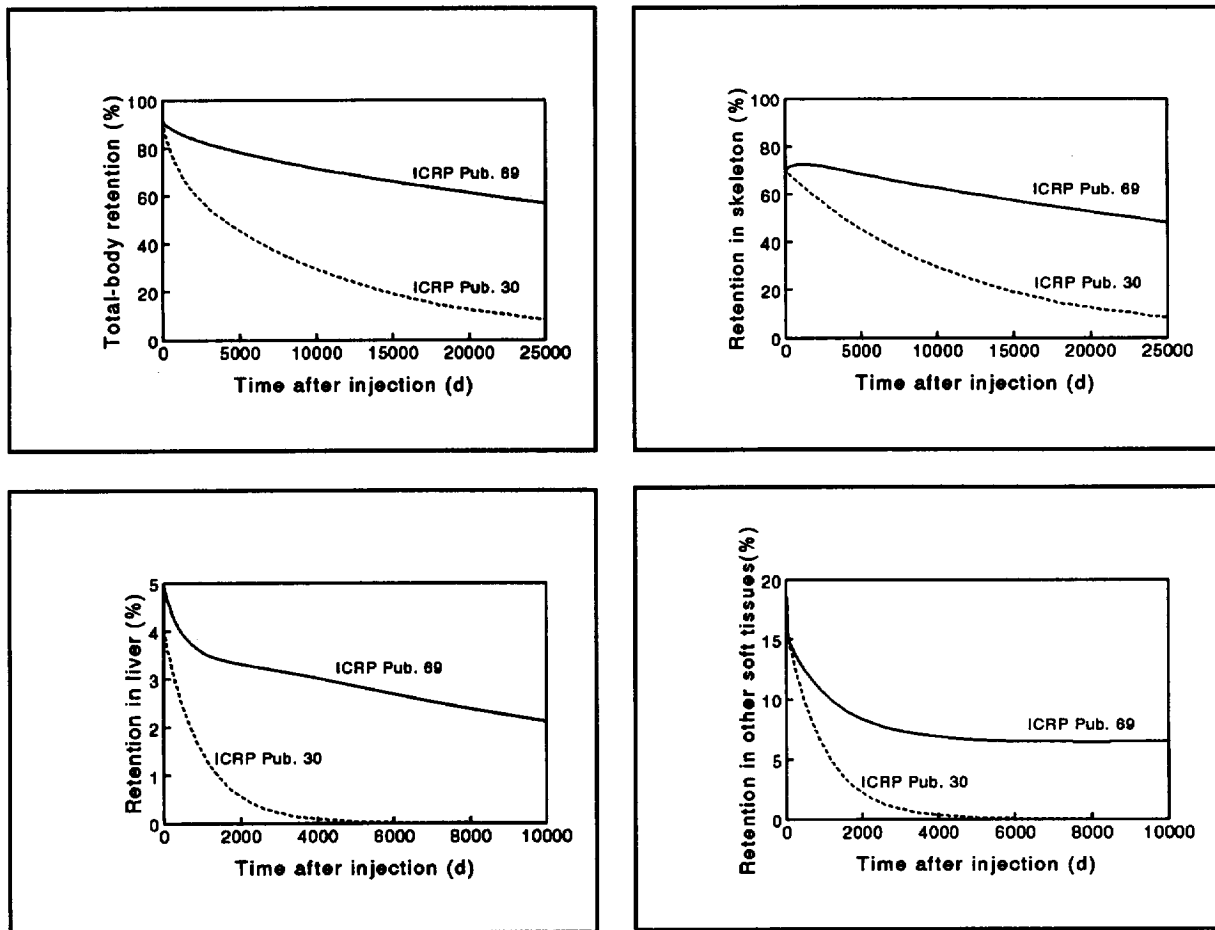 Total-body retention (%)
100
80
60
40
20
0
ICRP Pub. 69
ICRP Pub. 30
0 5000 10000 15000 20000 25000
Time after injection (d)
Retention in skeleton (%)
100
80
60
40
20
0
ICRP Pub. 69
ICRP Pub. 30
0 5000 10000 15000 20000 25000
Time after injection (d)
Retention in liver (%)
5
4
3
2
1
0
ICRP Pub. 69
ICRP Pub. 30
0 2000 4000 6000 8000 10000
Time after injection (d)
Retention in other soft tissues(%)
20
15
10
5
0
ICRP Pub. 69
ICRP Pub. 30
0 2000 4000 6000 8000 10000
Time after injection (d)